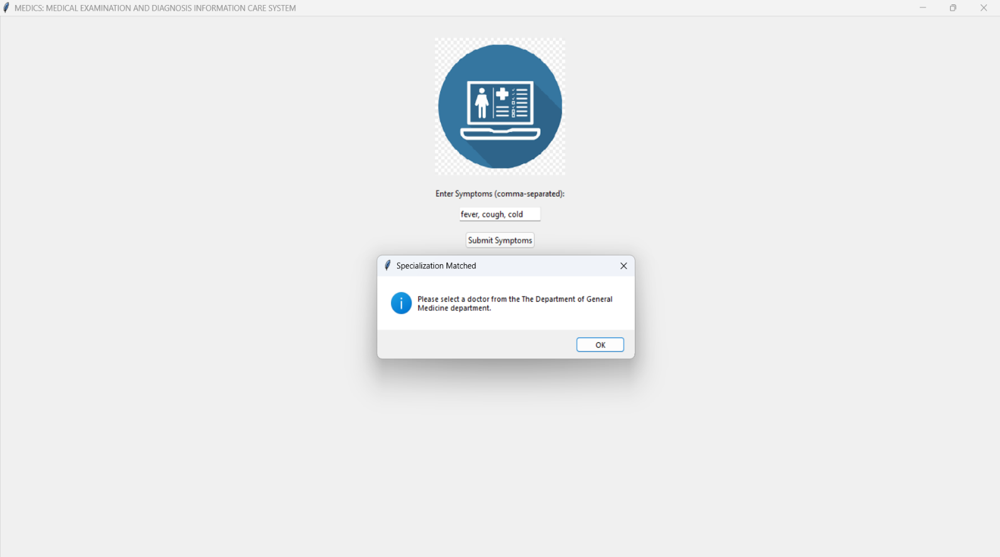 MEDICS: MEDICAL EXAMINATION AND DIAGNOSIS INFORMATION CARE SYSTEM
Enter Symptoms (comma-separated):
fever, cough, cold
Submit Symptoms
Specialization Matched
Please select a doctor from the The Department of General
Medicine department.
OK